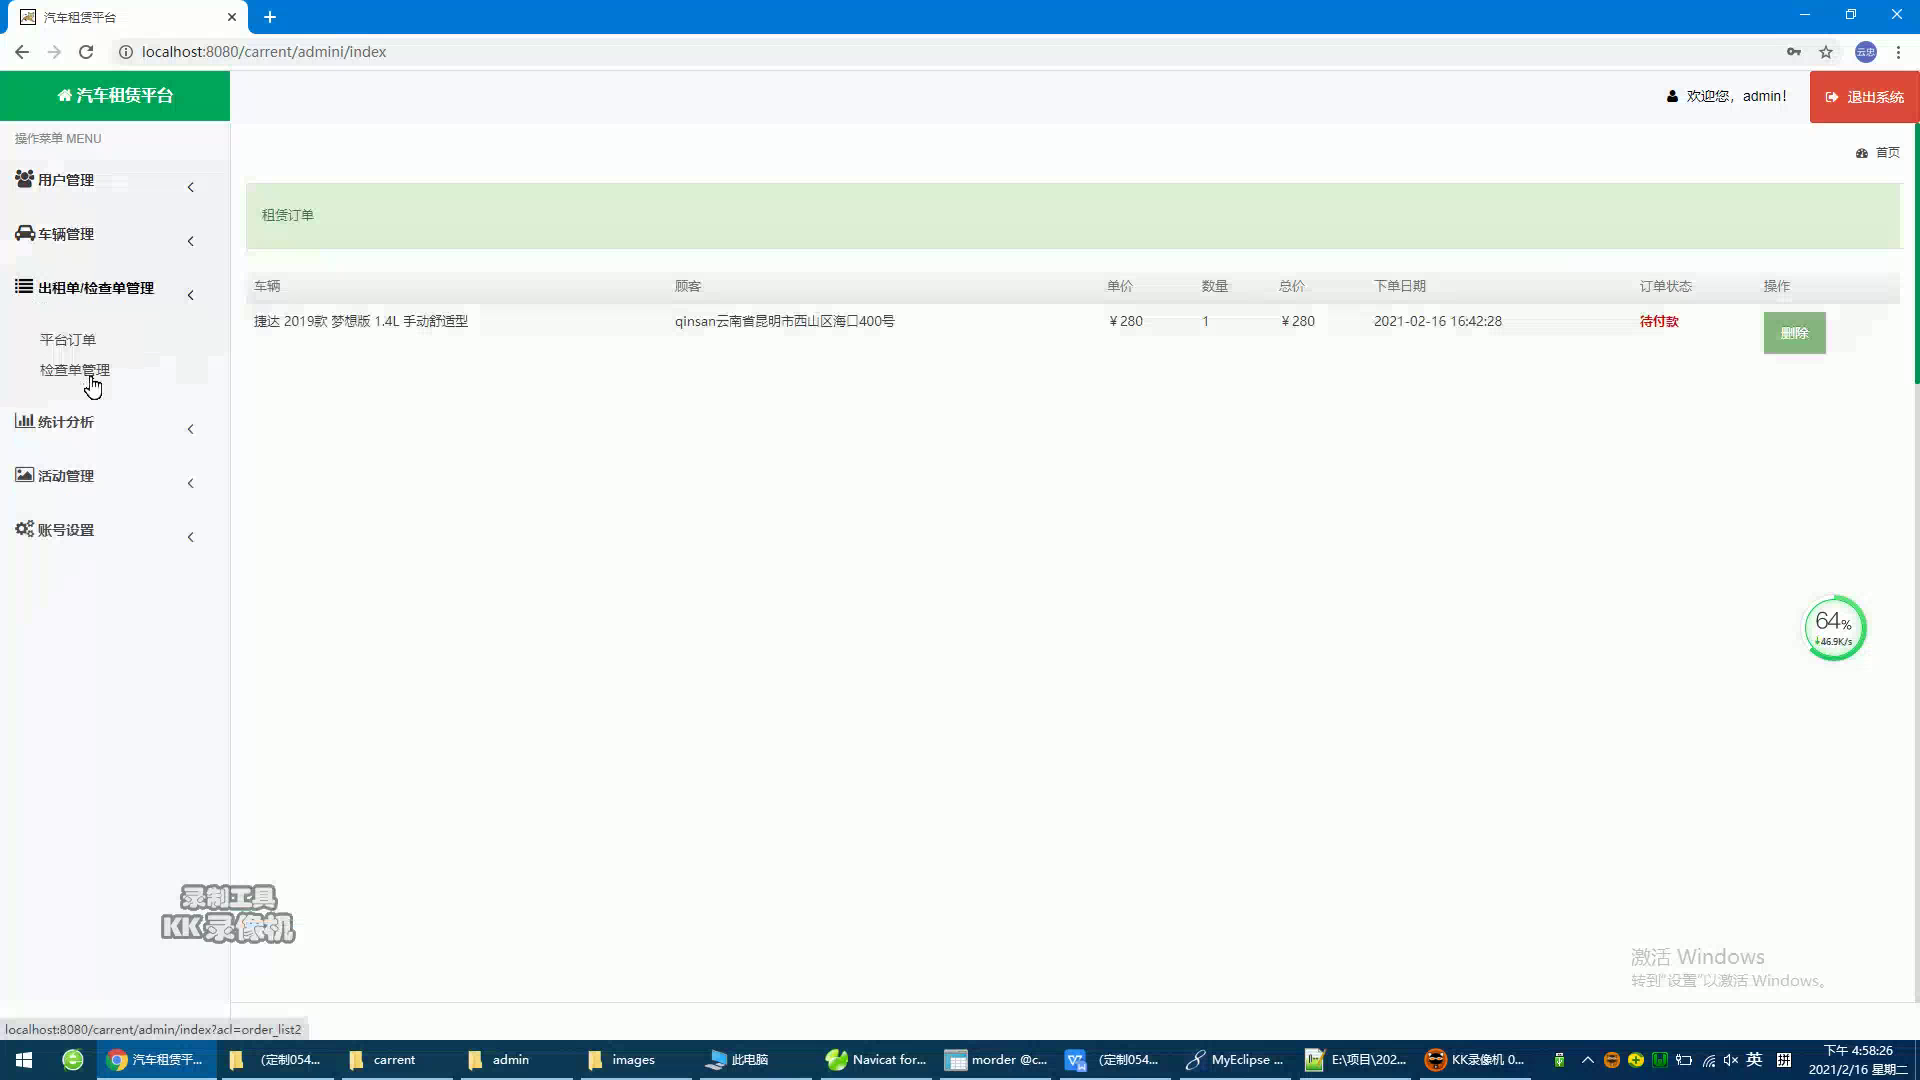 汽车租赁平台
localhost:8080/carrent/admini/index
云忠
汽车租赁平台
欢迎您，admin！
退出系统
操作菜单 MENU
首页
用户管理
车辆管理
出租单/检查单管理
平台订单
检查单管理
统计分析
活动管理
账号设置
租赁订单
车辆 顾客 单价 数量 总价 下单日期 订单状态 操作
捷达 2019款 梦想版 1.4L 手动舒适型 qinsan云南省昆明市西山区海口400号 ￥280 1 ￥280 2021-02-16 16:42:28 待付款 删除
64%
46.9K/s
录制工具
KK录像机
激活 Windows
转到“设置”以激活 Windows。
localhost:8080/carrent/admin/index?acl=order_list2
汽车租赁平... (定制054... carrent admin images 此电脑 Navicat for... morder @c... (定制054... MyEclipse ... E:\项目\202... KK录像机 0... 英 拼
下午 4:58:26
2021/2/16 星期二